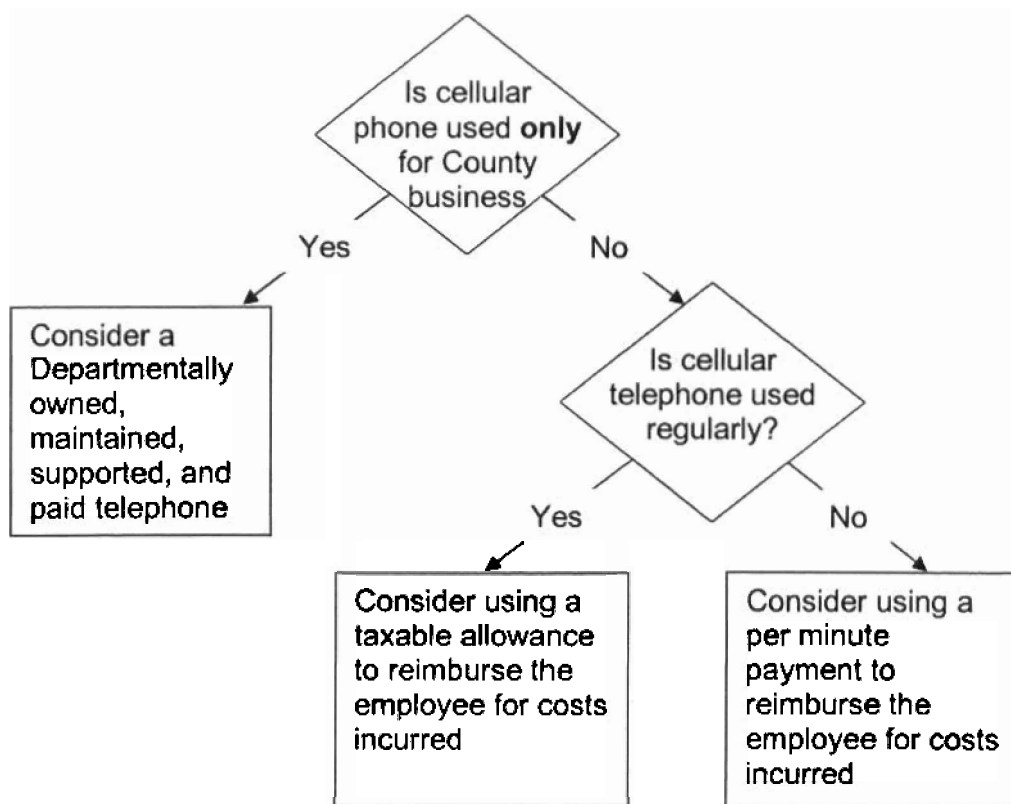 Is cellular
phone used only
for County
business
Yes
No
Consider a
Departmentally
owned,
maintained,
supported, and
paid telephone
Is cellular
telephone used
regularly?
Yes
No
Consider using a
taxable allowance
to reimburse the
employee for costs
incurred
Consider using a
per minute
payment to
reimburse the
employee for costs
incurred